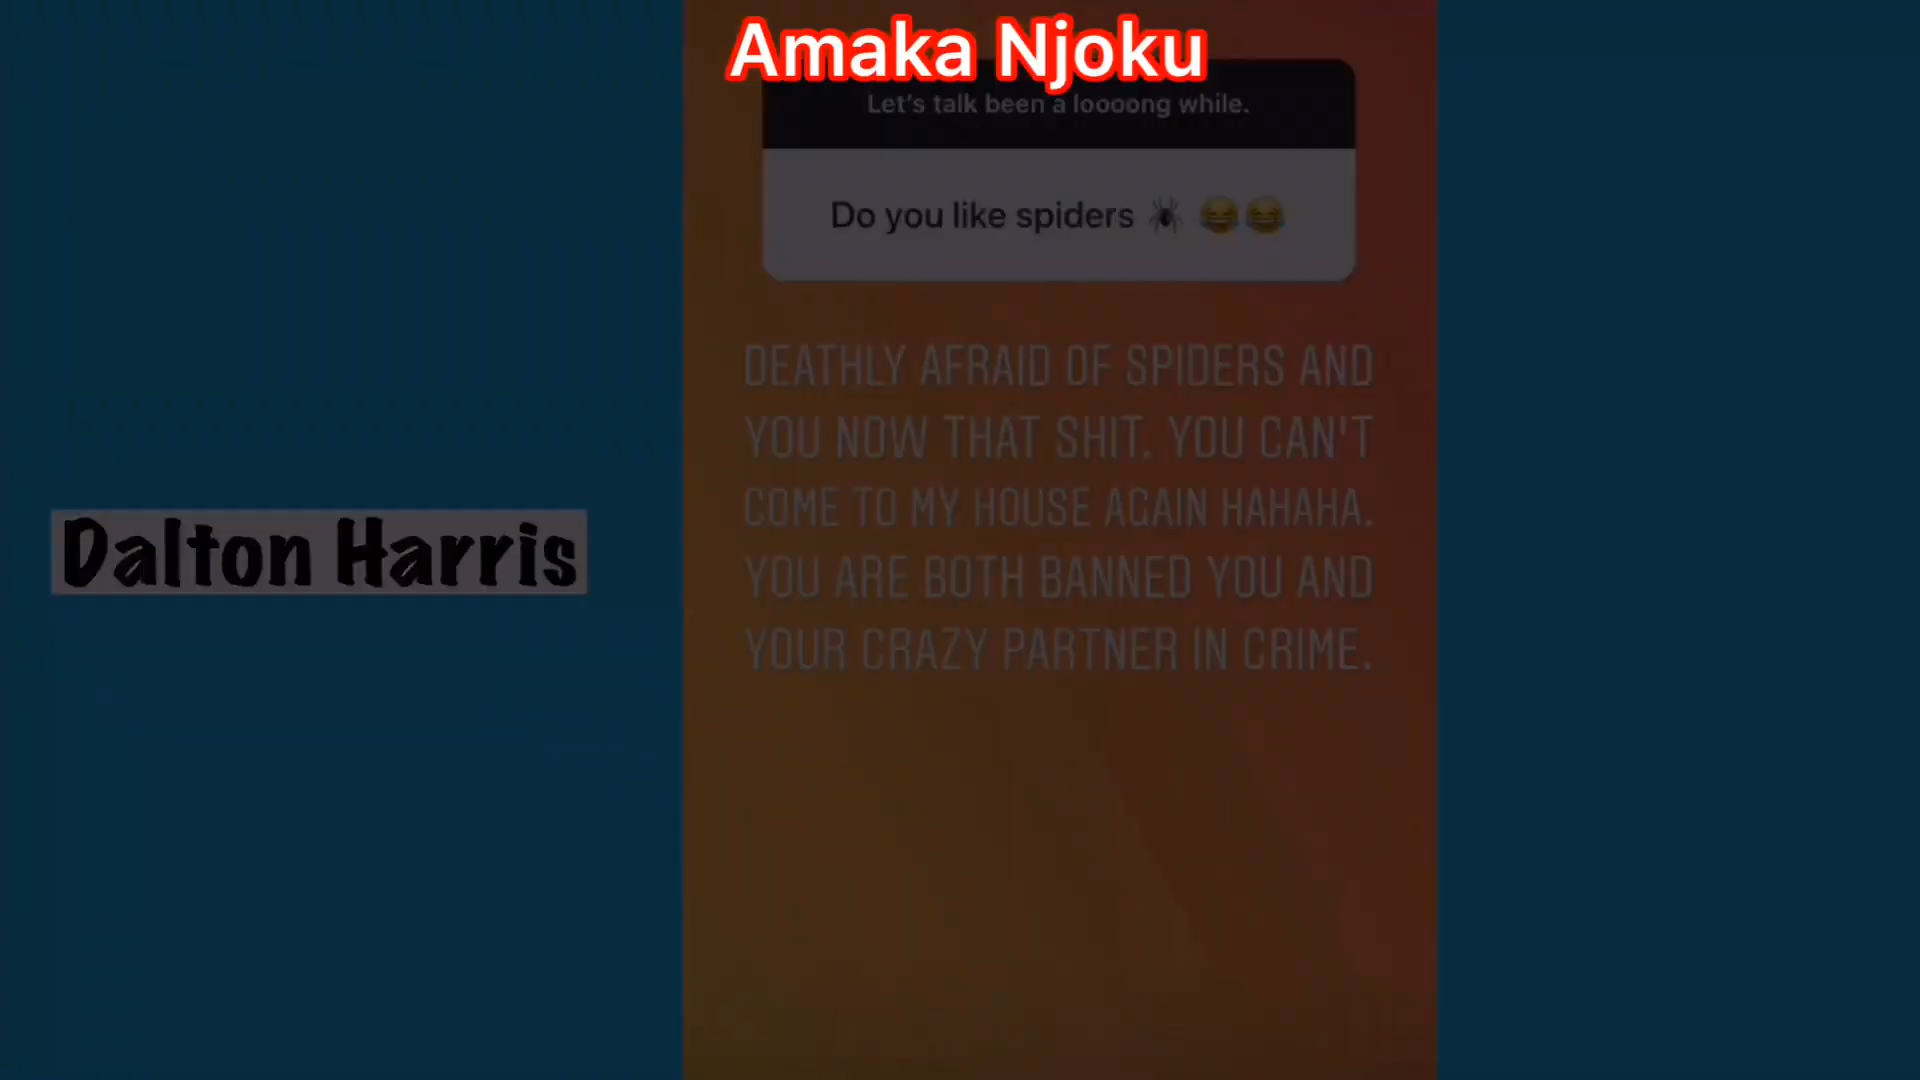 Amaka Njoku
Let's talk been a loooong while.
Do you like spiders 🕷 😂😂
DEATHLY AFRAID OF SPIDERS AND
YOU NOW THAT SHIT. YOU CAN'T
COME TO MY HOUSE AGAIN HAHAHA.
YOU ARE BOTH BANNED YOU AND
YOUR CRAZY PARTNER IN CRIME.
Dalton Harris